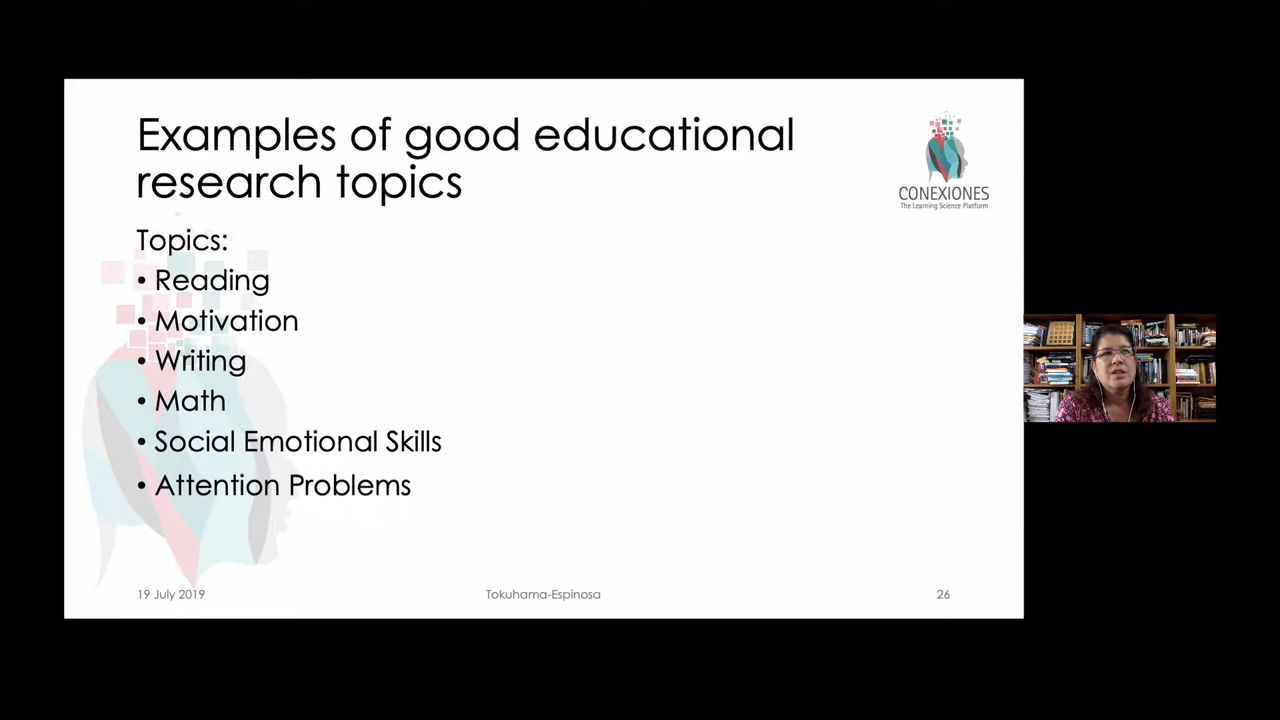 Examples of good educational
research topics
CONEXIONES
The Learning Science Platform
Topics:
• Reading
• Motivation
• Writing
• Math
• Social Emotional Skills
• Attention Problems
19 July 2019
Tokuhama-Espinosa
26